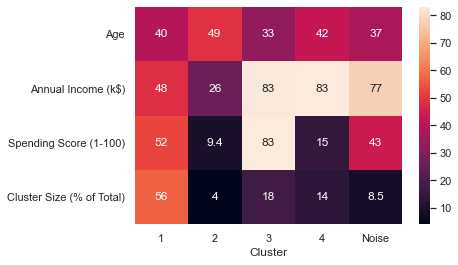 Age 40 49 33 42 37
Annual Income (k$) 48 26 83 83 77
Spending Score (1-100) 52 9.4 83 15 43
Cluster Size (% of Total) 56 4 18 14 8.5
1 2 3 4 Noise
Cluster
80
70
60
50
40
30
20
10